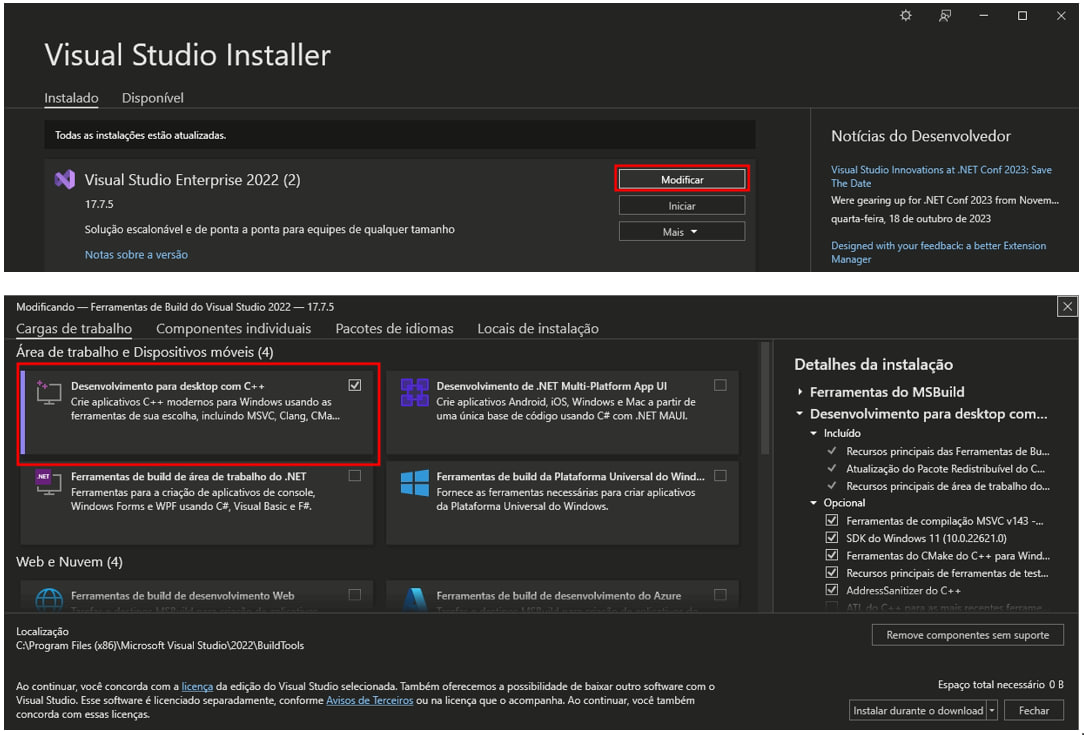 Visual Studio Installer
Instalado Disponível
Todas as instalações estão atualizadas.
Visual Studio Enterprise 2022 (2)
17.7.5
Solução escalonável e de ponta a ponta para equipes de qualquer tamanho
Notas sobre a versão
Modificar
Iniciar
Mais
Notícias do Desenvolvedor
Visual Studio Innovations at .NET Conf 2023: Save
The Date
Were gearing up for .NET Conf 2023 from Novem...
quarta-feira, 18 de outubro de 2023
Designed with your feedback: a better Extension
Manager
Modificando — Ferramentas de Build do Visual Studio 2022 — 17.7.5
Cargas de trabalho Componentes individuais Pacotes de idiomas Locais de instalação
Área de trabalho e Dispositivos móveis (4)
Desenvolvimento para desktop com C++
Crie aplicativos C++ modernos para Windows usando as
ferramentas de sua escolha, incluindo MSVC, Clang, CMa...
Desenvolvimento de .NET Multi-Platform App UI
Crie aplicativos Android, iOS, Windows e Mac a partir de
uma única base de código usando C# com .NET MAUI.
.NET
Ferramentas de build de área de trabalho do .NET
Ferramentas para a criação de aplicativos de console,
Windows Forms e WPF usando C#, Visual Basic e F#.
Ferramentas de build da Plataforma Universal do Wind...
Fornece as ferramentas necessárias para criar aplicativos
da Plataforma Universal do Windows.
Web e Nuvem (4)
Ferramentas de build de desenvolvimento Web
Tarefas e destinos MSBuild para criação de aplicativos
Ferramentas de build de desenvolvimento do Azure
Tarefas e destinos MSBuild para criação de aplicativos do
Detalhes da instalação
Ferramentas do MSBuild
Desenvolvimento para desktop com...
Incluído
Recursos principais das Ferramentas de Bu...
Atualização do Pacote Redistribuível do C...
Recursos principais de área de trabalho do...
Opcional
Ferramentas de compilação MSVC v143 -...
SDK do Windows 11 (10.0.22621.0)
Ferramentas do CMake do C++ para Wind...
Recursos principais de ferramentas de test...
AddressSanitizer do C++
ATL do C++ para as mais recentes ferrame...
Localização
C:\Program Files (x86)\Microsoft Visual Studio\2022\BuildTools
Remove componentes sem suporte
Ao continuar, você concorda com a licença da edição do Visual Studio selecionada. Também oferecemos a possibilidade de baixar outro software com o
Visual Studio. Esse software é licenciado separadamente, conforme Avisos de Terceiros ou na licença que o acompanha. Ao continuar, você também
concorda com essas licenças.
Espaço total necessário 0 B
Instalar durante o download
Fechar